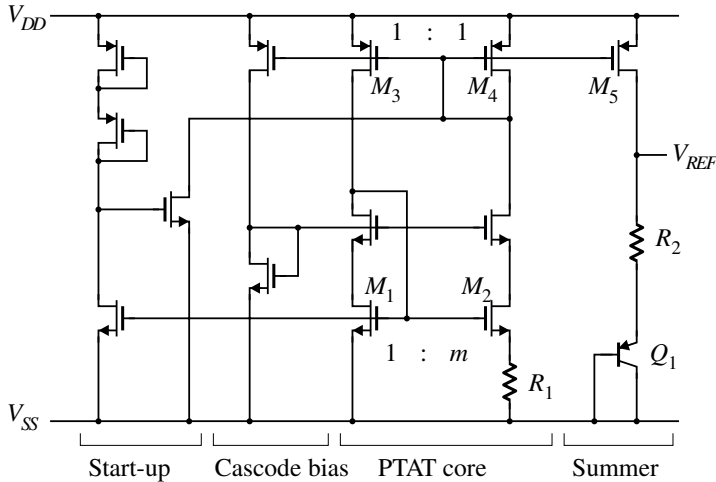 V_DD
1 : 1
M_3
M_4
M_5
V_REF
R_2
M_1
M_2
1 : m
R_1
Q_1
V_SS
Start-up
Cascode bias
PTAT core
Summer